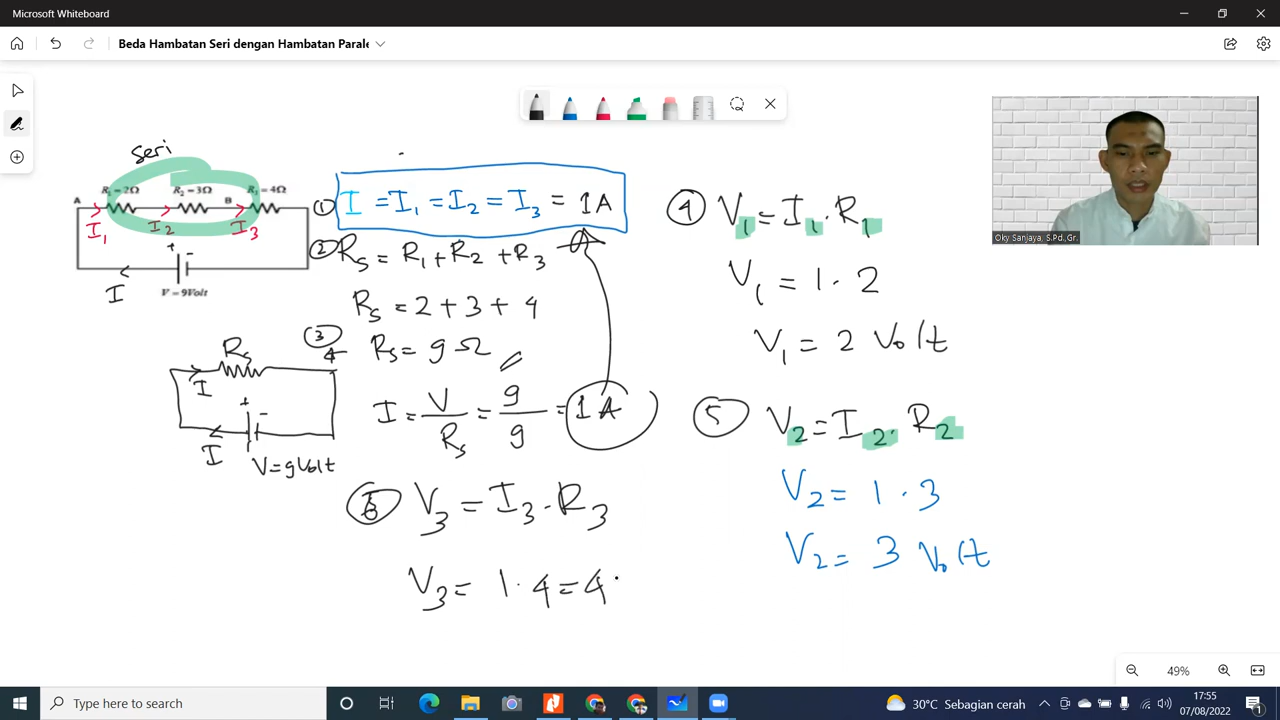 Microsoft Whiteboard
Beda Hambatan Seri dengan Hambatan Parale
seri
R₁=2Ω R₂=3Ω R₃=4Ω
A B
I₁ I₂ I₃
+ -
I
V=9Volt
① I = I₁ = I₂ = I₃ = 1A
② Rs = R₁ + R₂ + R₃
Rs = 2 + 3 + 4
③
Rs = 9 Ω
I = V/Rs = 9/9 = 1A
Rs
I
+ -
I
V=9Volt
④ V₁ = I₁ . R₁
V₁ = 1 . 2
V₁ = 2 Volt
⑤ V₂ = I₂ . R₂
V₂ = 1 . 3
V₂ = 3 Volt
⑥ V₃ = I₃ . R₃
V₃ = 1 . 4 = 4
Oky Sanjaya, S.Pd,Gr.
49%
Type here to search
30°C Sebagian cerah
17:55
07/08/2022